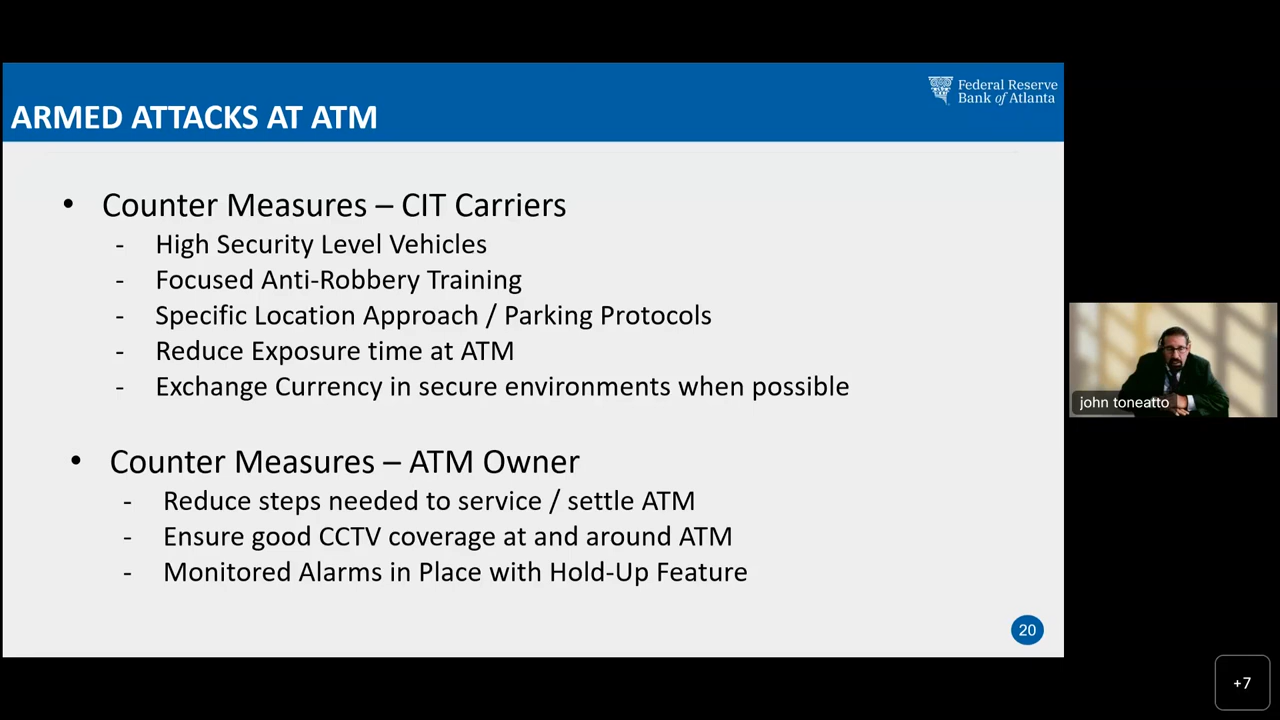 Federal Reserve
Bank of Atlanta
ARMED ATTACKS AT ATM
• Counter Measures – CIT Carriers
- High Security Level Vehicles
- Focused Anti-Robbery Training
- Specific Location Approach / Parking Protocols
- Reduce Exposure time at ATM
- Exchange Currency in secure environments when possible
• Counter Measures – ATM Owner
- Reduce steps needed to service / settle ATM
- Ensure good CCTV coverage at and around ATM
- Monitored Alarms in Place with Hold-Up Feature
20
john toneatto
+7